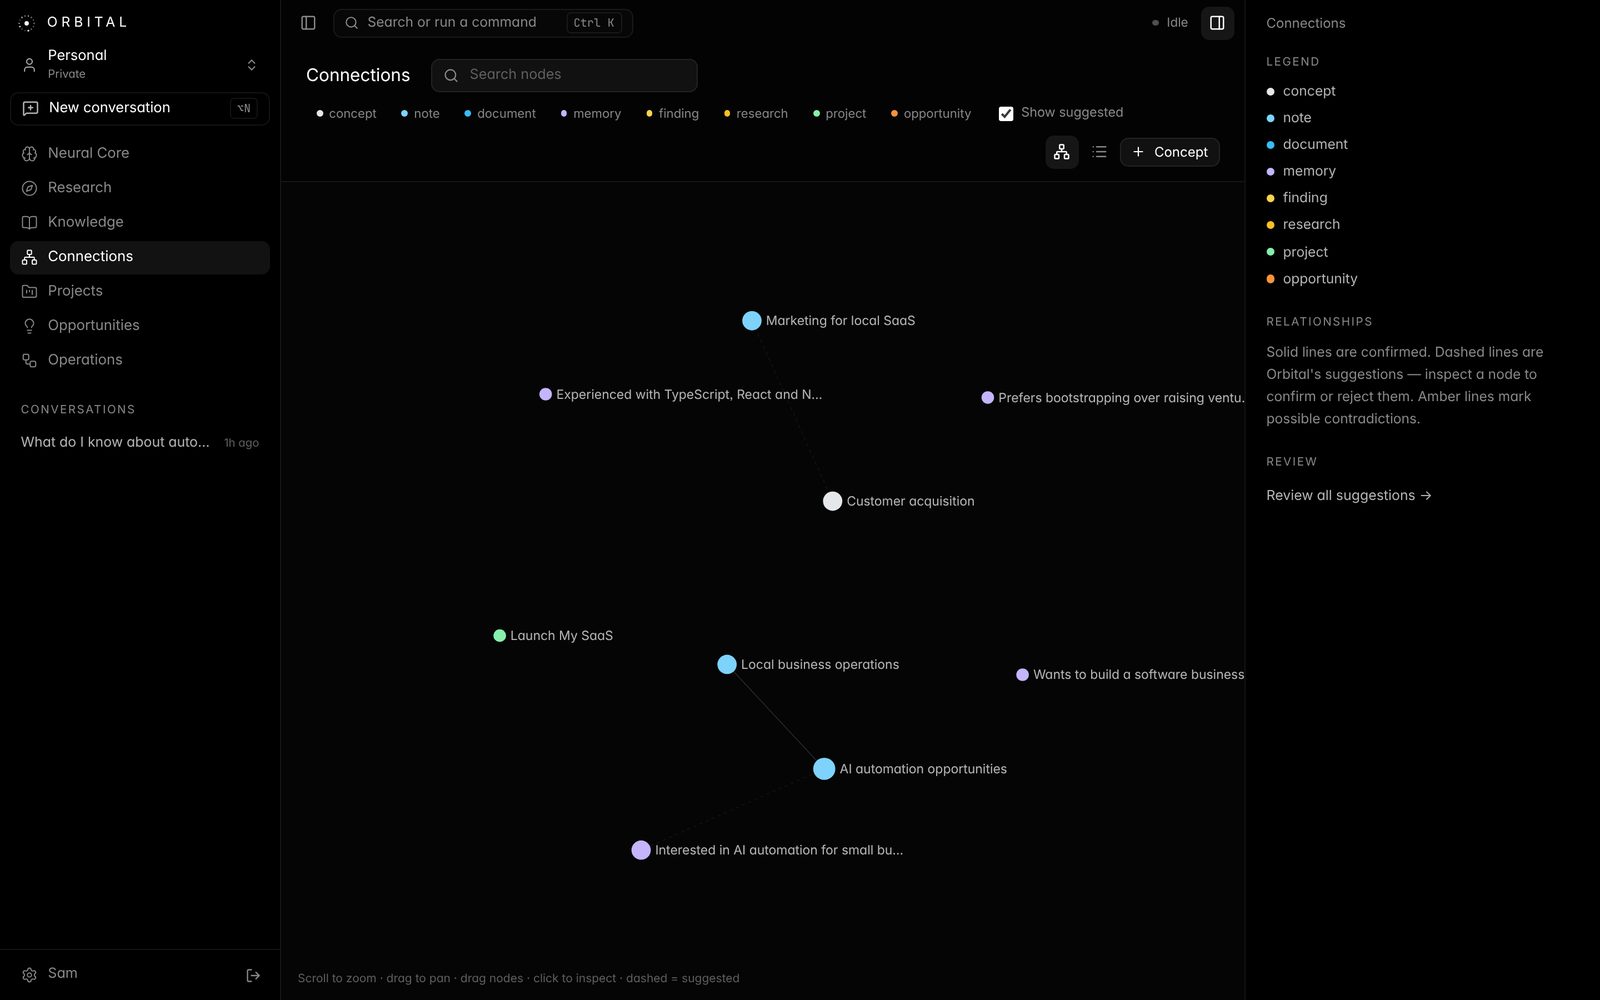 ORBITAL
Personal
Private
New conversation ⌥N
Neural Core
Research
Knowledge
Connections
Projects
Opportunities
Operations
CONVERSATIONS
What do I know about auto... 1h ago
Sam
Search or run a command Ctrl K
Idle
Connections
Search nodes
concept note document memory finding research project opportunity Show suggested
+ Concept
Marketing for local SaaS
Experienced with TypeScript, React and N...
Prefers bootstrapping over raising ventu.
Customer acquisition
Launch My SaaS
Local business operations
Wants to build a software business
AI automation opportunities
Interested in AI automation for small bu...
Scroll to zoom · drag to pan · drag nodes · click to inspect · dashed = suggested
Connections
LEGEND
concept
note
document
memory
finding
research
project
opportunity
RELATIONSHIPS
Solid lines are confirmed. Dashed lines are
Orbital's suggestions — inspect a node to
confirm or reject them. Amber lines mark
possible contradictions.
REVIEW
Review all suggestions →